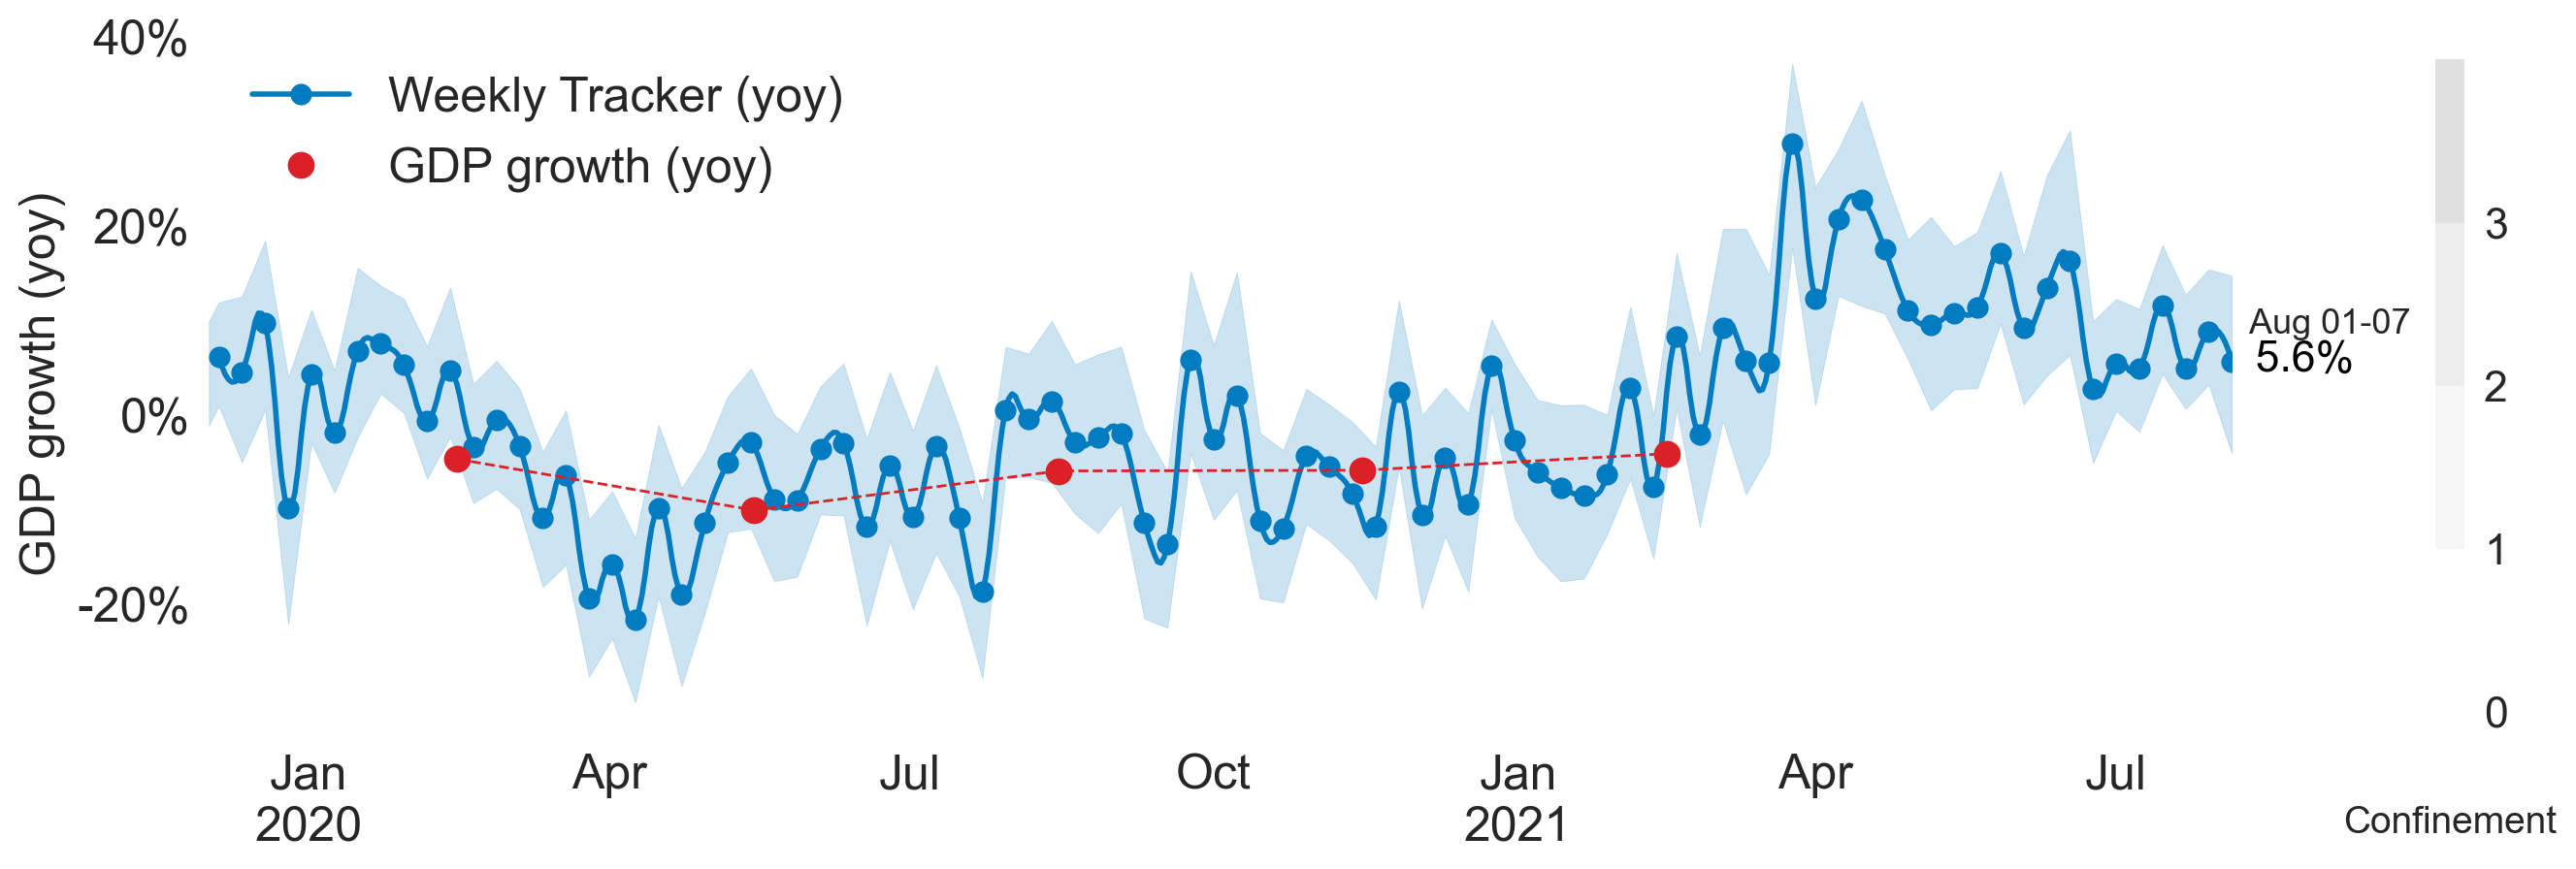 40%
20%
0%
-20%
GDP growth (yoy)
Weekly Tracker (yoy)
GDP growth (yoy)
Aug 01-07
5.6%
3
2
1
0
Confinement
Jan Apr Jul Oct Jan Apr Jul
2020 2021